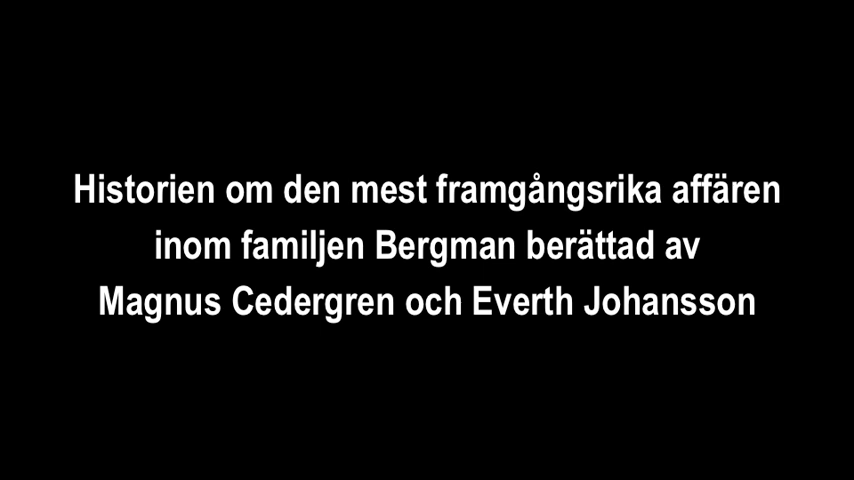 Historien om den mest framgångsrika affären
inom familjen Bergman berättad av
Magnus Cedergren och Everth Johansson